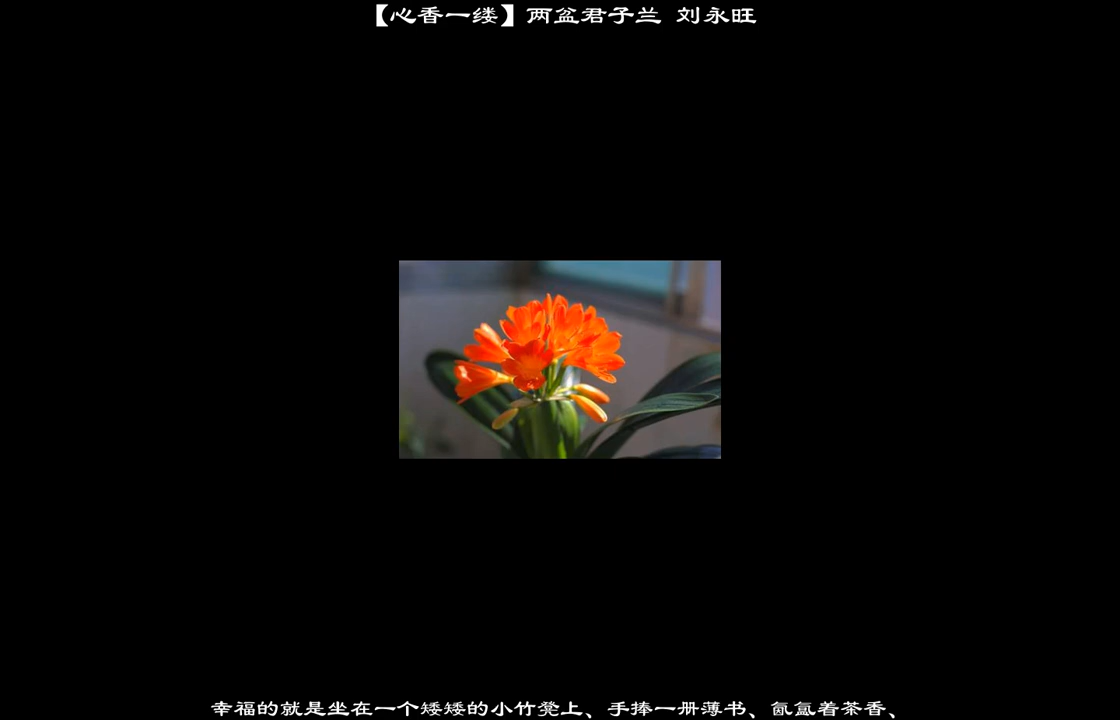 【心香一缕】两盆君子兰 刘永旺
幸福的就是坐在一个矮矮的小竹凳上、手捧一册薄书、氤氲着茶香、